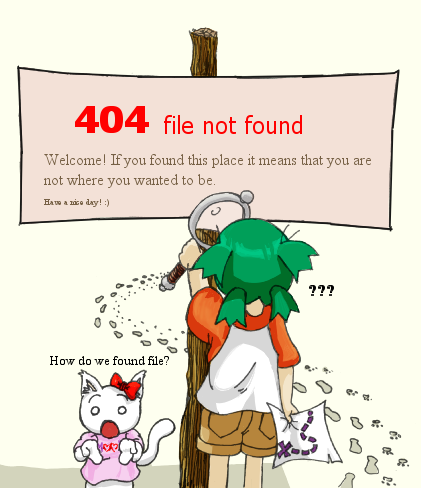 404 file not found
Welcome! If you found this place it means that you are
not where you wanted to be.
Have a nice day! :)
???
How do we found file?